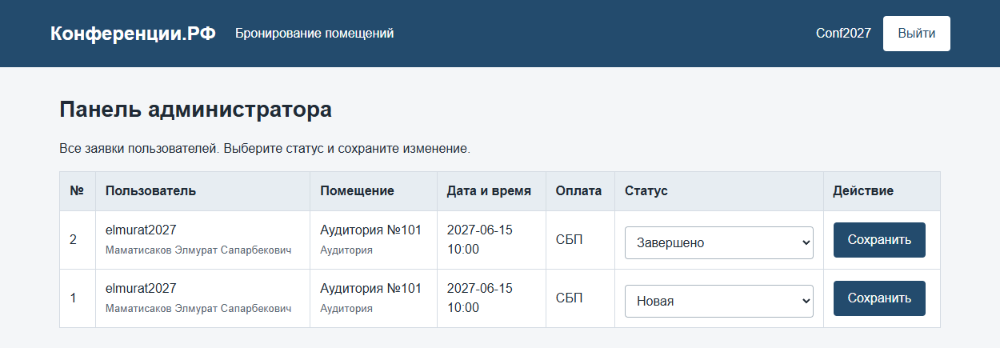 Конференции.РФ Бронирование помещений Conf2027 Выйти
Панель администратора
Все заявки пользователей. Выберите статус и сохраните изменение.
№ Пользователь Помещение Дата и время Оплата Статус Действие
2 elmurat2027 Аудитория №101 2027-06-15 СБП Завершено Сохранить
Маматисаков Элмурат Сапарбекович Аудитория 10:00
1 elmurat2027 Аудитория №101 2027-06-15 СБП Новая Сохранить
Маматисаков Элмурат Сапарбекович Аудитория 10:00